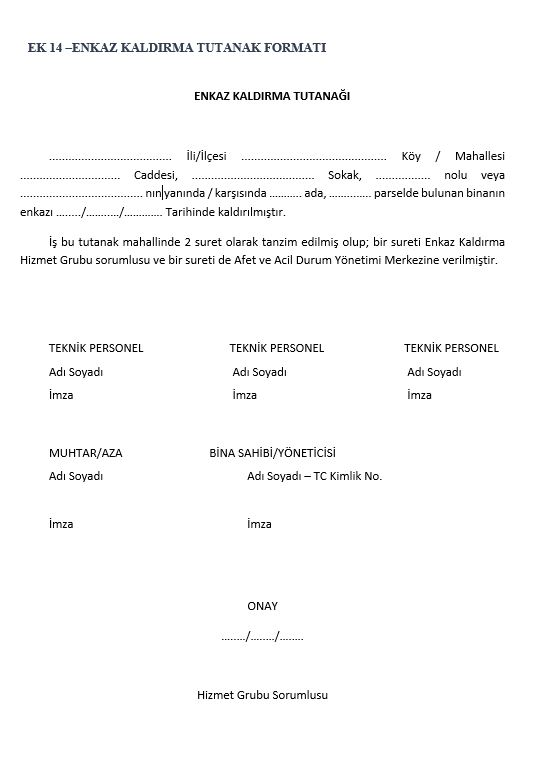 EK 14 –ENKAZ KALDIRMA TUTANAK FORMATI
ENKAZ KALDIRMA TUTANAĞI
...................................... İli/İlçesi ............................................. Köy / Mahallesi
............................... Caddesi, ...................................... Sokak, ................. nolu veya
...................................... nın yanında / karşısında .......... ada, ............. parselde bulunan binanın
enkazı ......../.........../............ Tarihinde kaldırılmıştır.
İş bu tutanak mahallinde 2 suret olarak tanzim edilmiş olup; bir sureti Enkaz Kaldırma
Hizmet Grubu sorumlusu ve bir sureti de Afet ve Acil Durum Yönetimi Merkezine verilmiştir.
TEKNİK PERSONEL TEKNİK PERSONEL TEKNİK PERSONEL
Adı Soyadı Adı Soyadı Adı Soyadı
İmza İmza İmza
MUHTAR/AZA BİNA SAHİBİ/YÖNETİCİSİ
Adı Soyadı Adı Soyadı – TC Kimlik No.
İmza İmza
ONAY
......../......../........
Hizmet Grubu Sorumlusu